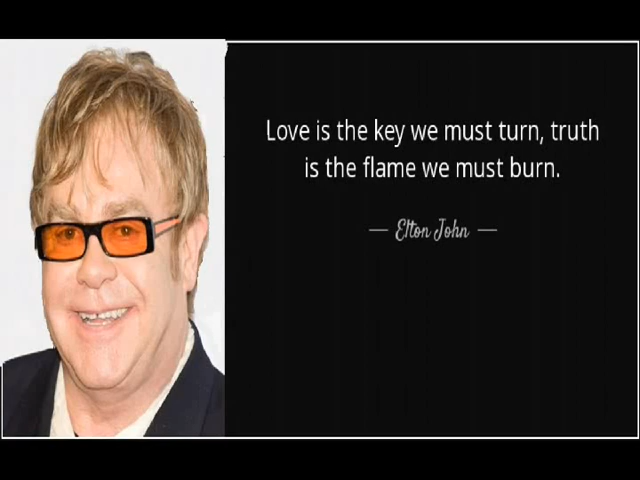 Love is the key we must turn, truth
is the flame we must burn.
— Elton John —